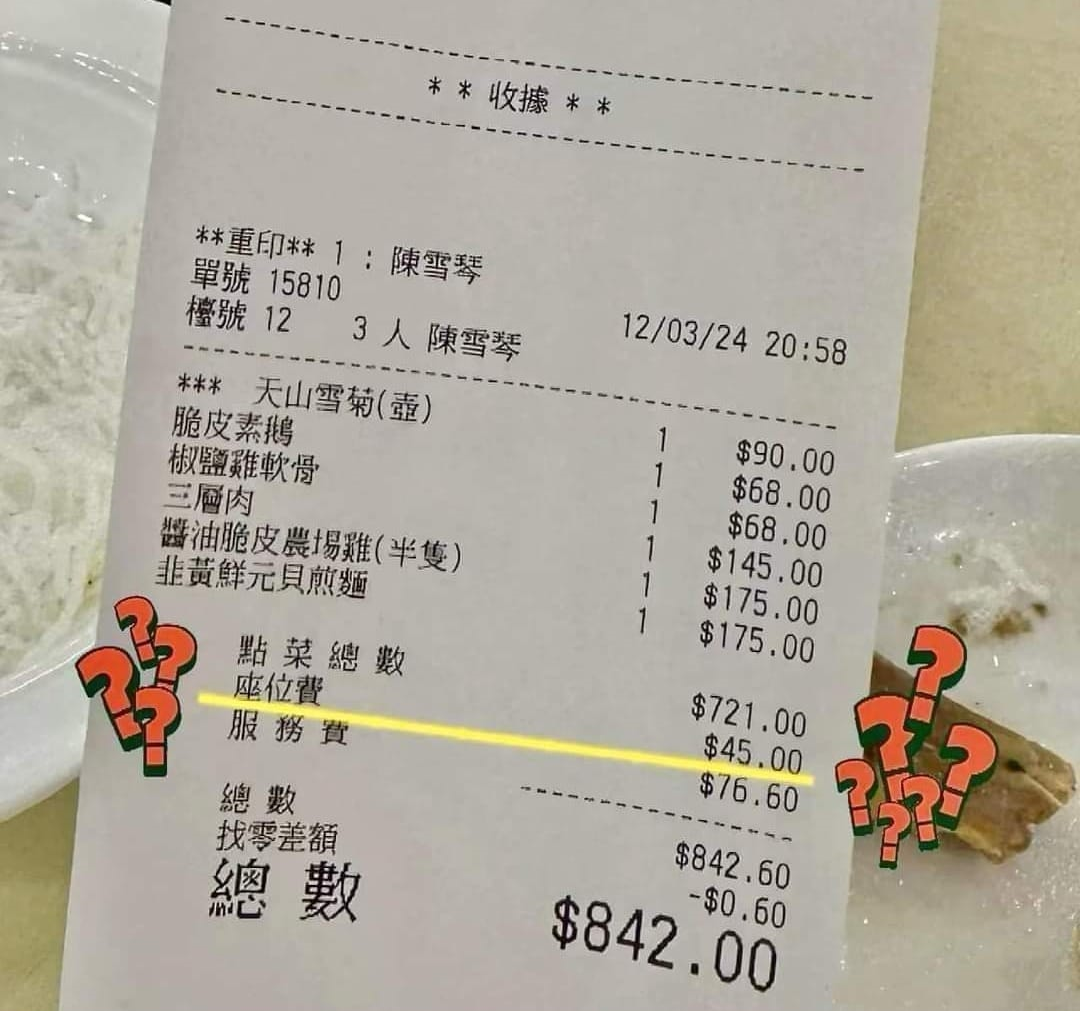 ** 收據 **
**重印** 1 : 陳雪琴
單號 15810
檯號 12 3 人 陳雪琴 12/03/24 20:58
*** 天山雪菊(壺) 1 $90.00
脆皮素鵝 1 $68.00
椒鹽雞軟骨 1 $68.00
三層肉 1 $145.00
醬油脆皮農場雞(半隻) 1 $175.00
韭黃鮮元貝煎麵 1 $175.00
點菜總數 $721.00
座位費 $45.00
服務費 $76.60
總數 $842.60
找零差額 -$0.60
總數 $842.00
??? ?
??????